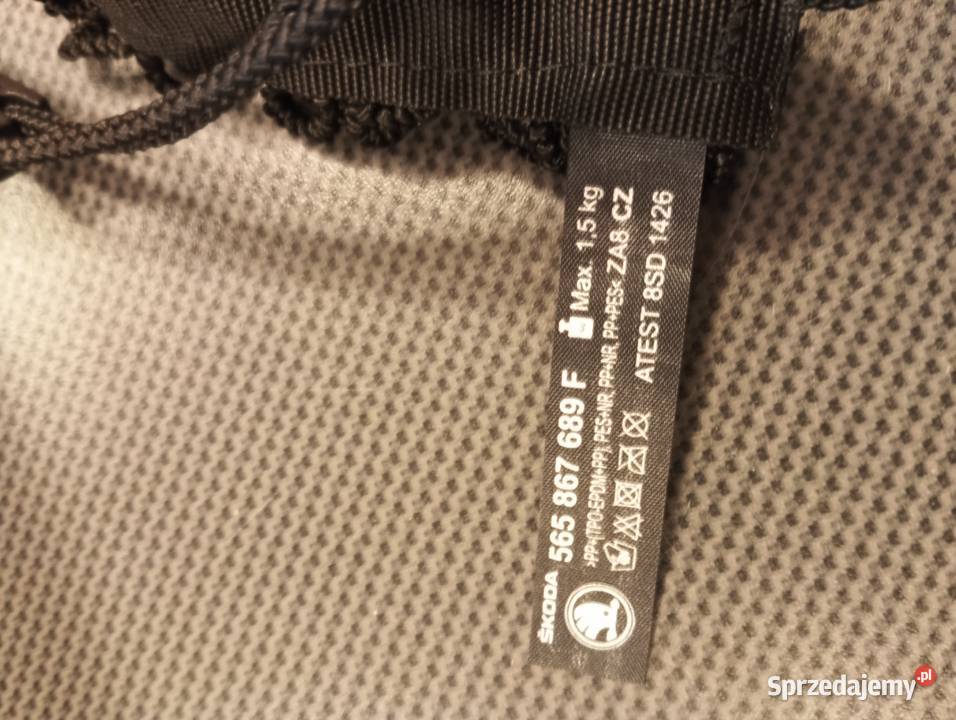 ŠKODA 565 867 689 F Max. 1,5 kg
>PP+(TPO-EPDM+PP), PES+NR, PP+NR, PP+PES< ZA8 CZ
ATEST 8SD 1426
Sprzedajemy.pl